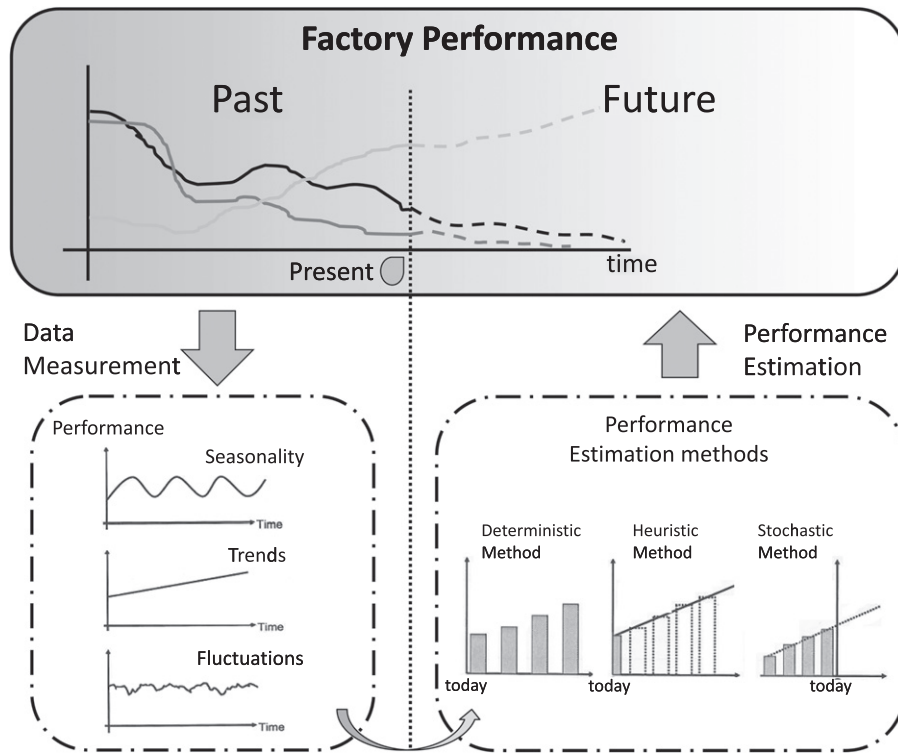 Factory Performance
Past
Future
Present
time
Data
Measurement
Performance
Estimation
Performance
Seasonality
Time
Trends
Time
Fluctuations
Time
Performance
Estimation methods
Deterministic
Method
Heuristic
Method
Stochastic
Method
today
today
today